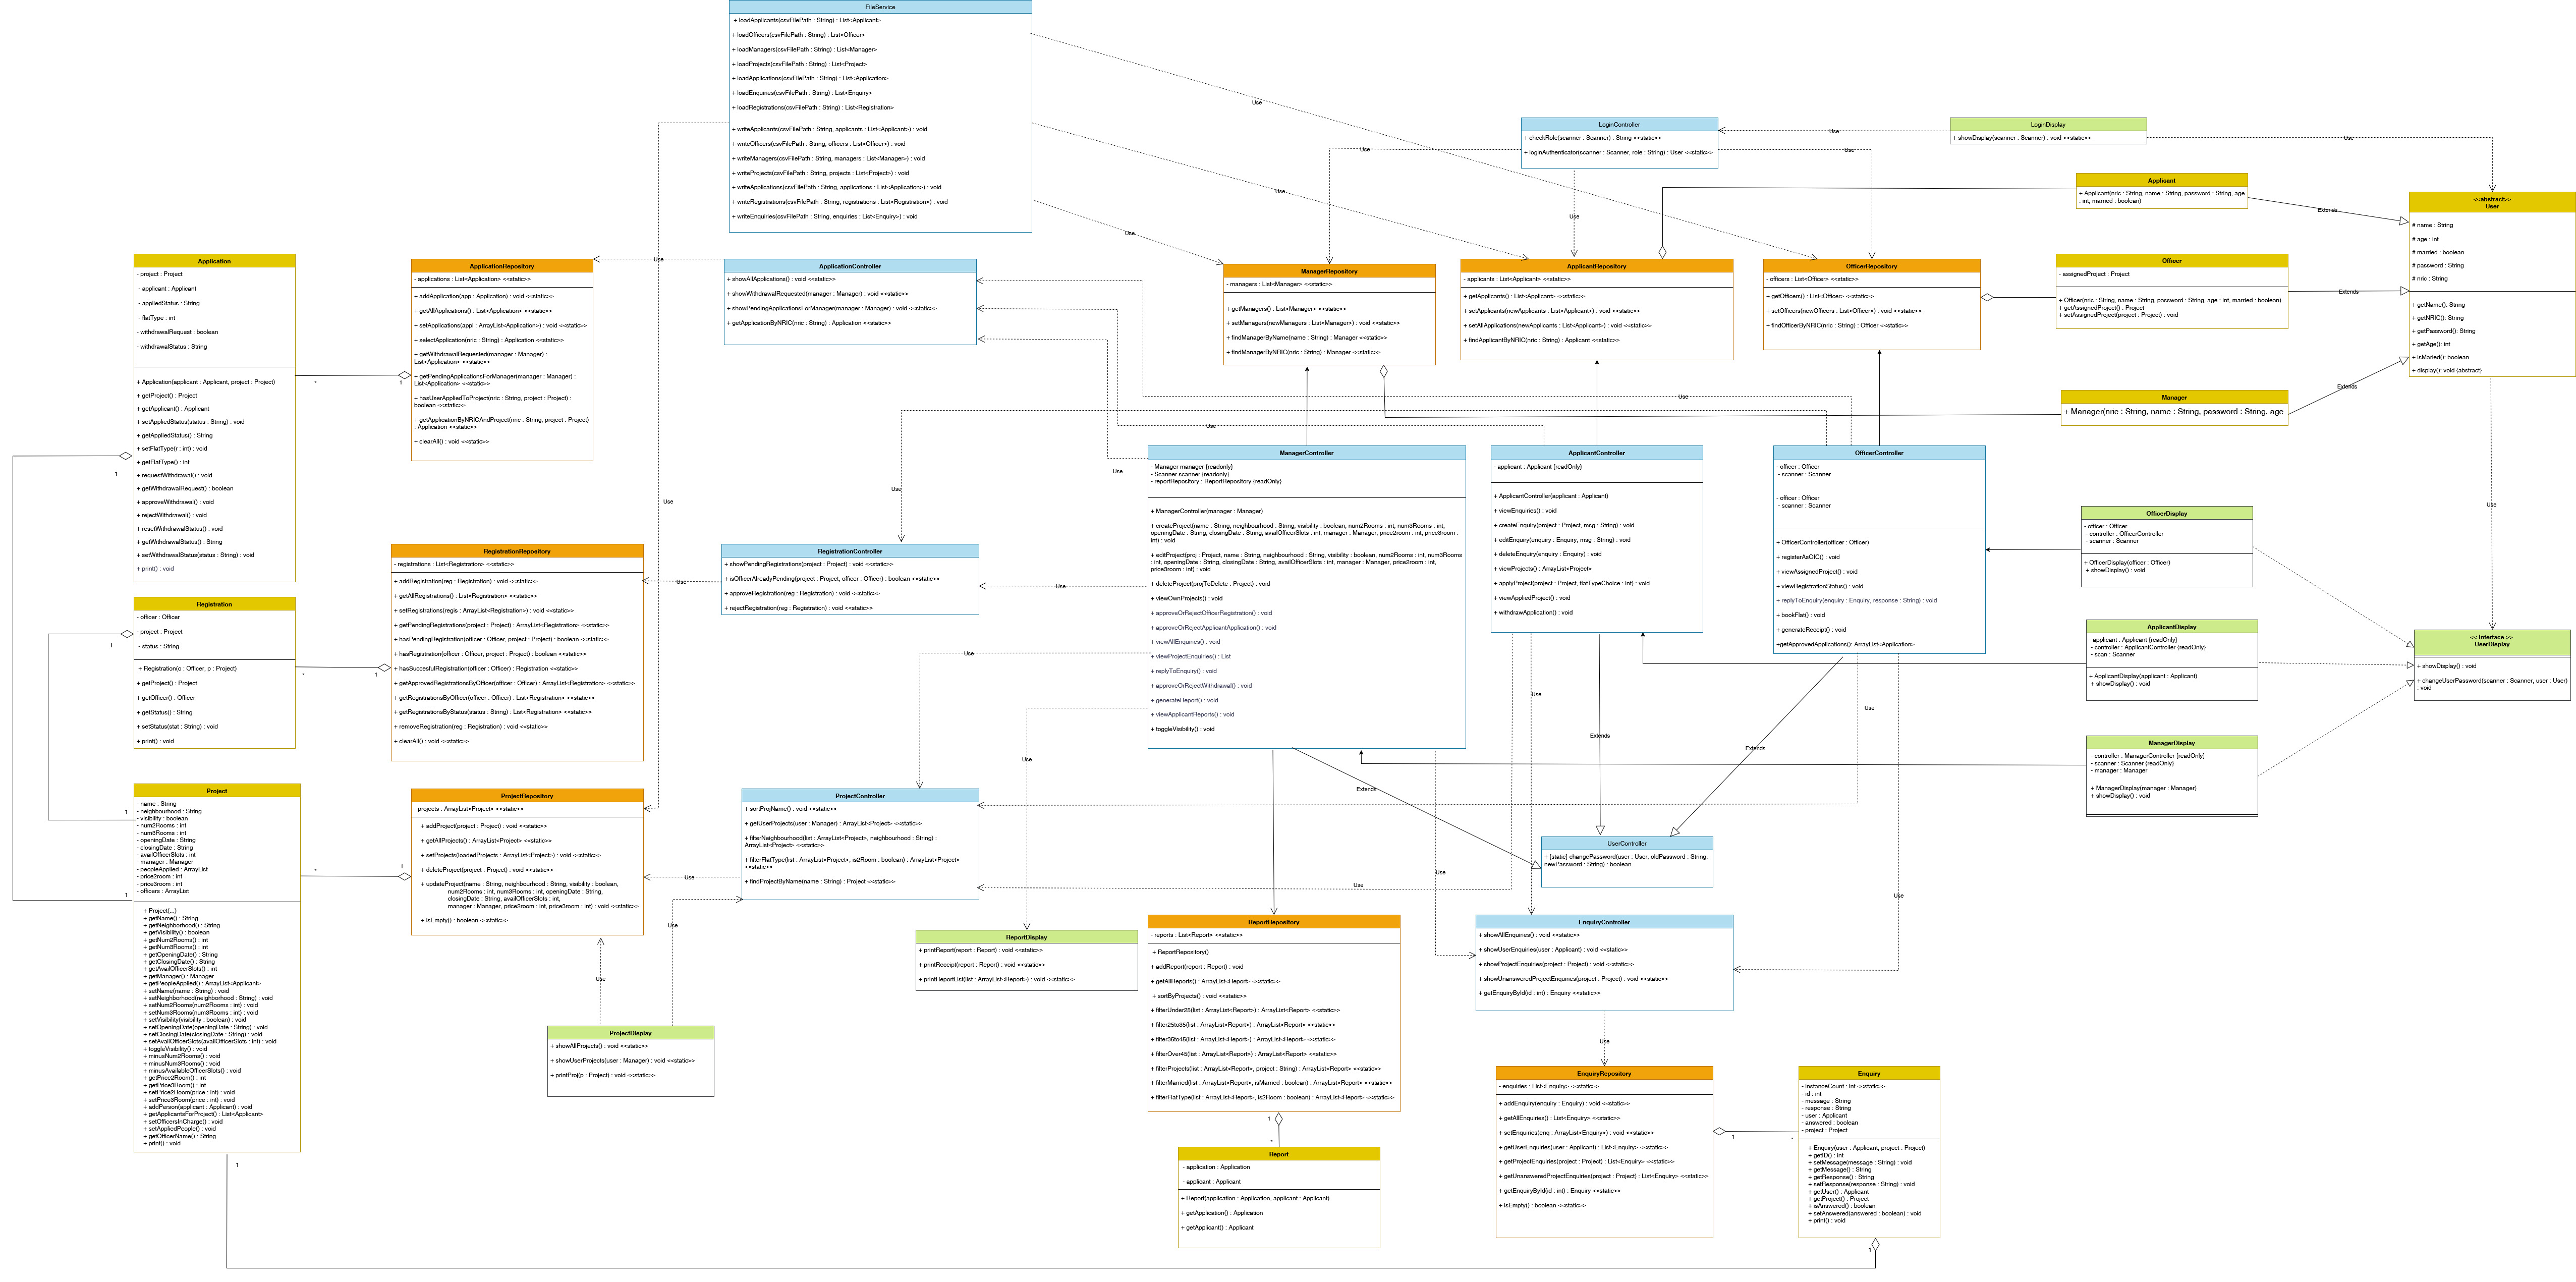 FileService
+ loadApplicants(csvFilePath : String) : List<Applicant>
+ loadOfficers(csvFilePath : String) : List<Officer>
+ loadManagers(csvFilePath : String) : List<Manager>
+ loadProjects(csvFilePath : String) : List<Project>
+ loadApplications(csvFilePath : String) : List<Application>
+ loadEnquiries(csvFilePath : String) : List<Enquiry>
+ loadRegistrations(csvFilePath : String) : List<Registration>
+ writeApplicants(csvFilePath : String, applicants : List<Applicant>) : void
+ writeOfficers(csvFilePath : String, officers : List<Officer>) : void
+ writeManagers(csvFilePath : String, managers : List<Manager>) : void
+ writeProjects(csvFilePath : String, projects : List<Project>) : void
+ writeApplications(csvFilePath : String, applications : List<Application>) : void
+ writeRegistrations(csvFilePath : String, registrations : List<Registration>) : void
+ writeEnquiries(csvFilePath : String, enquiries : List<Enquiry>) : void
Use
Use
Use
LoginController
+ checkRole(scanner : Scanner) : String <<static>>
+ loginAuthenticator(scanner : Scanner, role : String) : User <<static>>
Use
Use
Use
Use
LoginDisplay
+ showDisplay(scanner : Scanner) : void <<static>>
Use
Applicant
+ Applicant(nric : String, name : String, password : String, age
: int, married : boolean)
Extends
<<abstract>>
User
# name : String
# age : int
# married : boolean
# password : String
# nric : String
+ getName(): String
+ getNRIC(): String
+ getPassword(): String
+ getAge(): int
+ isMaried(): boolean
+ display(): void {abstract}
Application
- project : Project
- applicant : Applicant
- appliedStatus : String
- flatType : int
- withdrawalRequest : boolean
- withdrawalStatus : String
+ Application(applicant : Applicant, project : Project)
+ getProject() : Project
+ getApplicant() : Applicant
+ setAppliedStatus(status : String) : void
+ getAppliedStatus() : String
+ setFlatType(r : int) : void
+ getFlatType() : int
+ requestWithdrawal() : void
+ getWithdrawalRequest() : boolean
+ approveWithdrawal() : void
+ rejectWithdrawal() : void
+ resetWithdrawalStatus() : void
+ getWithdrawalStatus() : String
+ setWithdrawalStatus(status : String) : void
+ print() : void
*
1
1
ApplicationRepository
- applications : List<Application> <<static>>
+ addApplication(app : Application) : void <<static>>
+ getAllApplications() : List<Application> <<static>>
+ setApplications(appl : ArrayList<Application>) : void <<static>>
+ selectApplication(nric : String) : Application <<static>>
+ getWithdrawalRequested(manager : Manager) :
List<Application> <<static>>
+ getPendingApplicationsForManager(manager : Manager) :
List<Application> <<static>>
+ hasUserAppliedToProject(nric : String, project : Project) :
boolean <<static>>
+ getApplicationByNRICAndProject(nric : String, project : Project)
: Application <<static>>
+ clearAll() : void <<static>>
Use
Use
ApplicationController
+ showAllApplications() : void <<static>>
+ showWithdrawalRequested(manager : Manager) : void <<static>>
+ showPendingApplicationsForManager(manager : Manager) : void <<static>>
+ getApplicationByNRIC(nric : String) : Application <<static>>
ManagerRepository
- managers : List<Manager> <<static>>
+ getManagers() : List<Manager> <<static>>
+ setManagers(newManagers : List<Manager>) : void <<static>>
+ findManagerByName(name : String) : Manager <<static>>
+ findManagerByNRIC(nric : String) : Manager <<static>>
ApplicantRepository
- applicants : List<Applicant> <<static>>
+ getApplicants() : List<Applicant> <<static>>
+ setApplicants(newApplicants : List<Applicant>) : void <<static>>
+ setAllApplications(newApplicants : List<Applicant>) : void <<static>>
+ findApplicantByNRIC(nric : String) : Applicant <<static>>
OfficerRepository
- officers : List<Officer> <<static>>
+ getOfficers() : List<Officer> <<static>>
+ setOfficers(newOfficers : List<Officer>) : void <<static>>
+ findOfficerByNRIC(nric : String) : Officer <<static>>
Officer
- assignedProject : Project
+ Officer(nric : String, name : String, password : String, age : int, married : boolean)
+ getAssignedProject() : Project
+ setAssignedProject(project : Project) : void
Extends
Manager
+ Manager(nric : String, name : String, password : String, age
Extends
Use
Use
Use
Use
Use
ManagerController
- Manager manager {readonly}
- Scanner scanner {readonly}
- reportRepository : ReportRepository {readOnly}
+ ManagerController(manager : Manager)
+ createProject(name : String, neighbourhood : String, visibility : boolean, num2Rooms : int, num3Rooms : int,
openingDate : String, closingDate : String, availOfficerSlots : int, manager : Manager, price2room : int, price3room :
int) : void
+ editProject(proj : Project, name : String, neighbourhood : String, visibility : boolean, num2Rooms : int, num3Rooms
: int, openingDate : String, closingDate : String, availOfficerSlots : int, manager : Manager, price2room : int,
price3room : int) : void
+ deleteProject(projToDelete : Project) : void
+ viewOwnProjects() : void
+ approveOrRejectOfficerRegistration() : void
+ approveOrRejectApplicantApplication() : void
+ viewAllEnquiries() : void
+ viewProjectEnquiries() : List
+ replyToEnquiry() : void
+ approveOrRejectWithdrawal() : void
+ generateReport() : void
+ viewApplicantReports() : void
+ toggleVisibility() : void
ApplicantController
- applicant : Applicant {readOnly}
+ ApplicantController(applicant : Applicant)
+ viewEnquiries() : void
+ createEnquiry(project : Project, msg : String) : void
+ editEnquiry(enquiry : Enquiry, msg : String) : void
+ deleteEnquiry(enquiry : Enquiry) : void
+ viewProjects() : ArrayList<Project>
+ applyProject(project : Project, flatTypeChoice : int) : void
+ viewAppliedProject() : void
+ withdrawApplication() : void
OfficerController
- officer : Officer
- scanner : Scanner
- officer : Officer
- scanner : Scanner
+ OfficerController(officer : Officer)
+ registerAsOIC() : void
+ viewAssignedProject() : void
+ viewRegistrationStatus() : void
+ replyToEnquiry(enquiry : Enquiry, response : String) : void
+ bookFlat() : void
+ generateReceipt() : void
+getApprovedApplications(): ArrayList<Application>
OfficerDisplay
- officer : Officer
- controller : OfficerController
- scanner : Scanner
+ OfficerDisplay(officer : Officer)
+ showDisplay() : void
ApplicantDisplay
- applicant : Applicant {readOnly}
- controller : ApplicantController {readOnly}
- scan : Scanner
+ ApplicantDisplay(applicant : Applicant)
+ showDisplay() : void
<< Interface >>
UserDisplay
+ showDisplay() : void
+ changeUserPassword(scanner : Scanner, user : User)
: void
ManagerDisplay
- controller : ManagerController {readOnly}
- scanner : Scanner {readOnly}
- manager : Manager
+ ManagerDisplay(manager : Manager)
+ showDisplay() : void
Registration
- officer : Officer
- project : Project
- status : String
+ Registration(o : Officer, p : Project)
+ getProject() : Project
+ getOfficer() : Officer
+ getStatus() : String
+ setStatus(stat : String) : void
+ print() : void
1
*
1
RegistrationRepository
- registrations : List<Registration> <<static>>
+ addRegistration(reg : Registration) : void <<static>>
+ getAllRegistrations() : List<Registration> <<static>>
+ setRegistrations(regis : ArrayList<Registration>) : void <<static>>
+ getPendingRegistrations(project : Project) : ArrayList<Registration> <<static>>
+ hasPendingRegistration(officer : Officer, project : Project) : boolean <<static>>
+ hasRegistration(officer : Officer, project : Project) : boolean <<static>>
+ hasSuccesfulRegistration(officer : Officer) : Registration <<static>>
+ getApprovedRegistrationsByOfficer(officer : Officer) : ArrayList<Registration> <<static>>
+ getRegistrationsByOfficer(officer : Officer) : List<Registration> <<static>>
+ getRegistrationsByStatus(status : String) : List<Registration> <<static>>
+ removeRegistration(reg : Registration) : void <<static>>
+ clearAll() : void <<static>>
Use
RegistrationController
+ showPendingRegistrations(project : Project) : void <<static>>
+ isOfficerAlreadyPending(project : Project, officer : Officer) : boolean <<static>>
+ approveRegistration(reg : Registration) : void <<static>>
+ rejectRegistration(reg : Registration) : void <<static>>
Use
Use
Use
Use
Use
Extends
Extends
Extends
Project
- name : String
- neighbourhood : String
- visibility : boolean
- num2Rooms : int
- num3Rooms : int
- openingDate : String
- closingDate : String
- availOfficerSlots : int
- manager : Manager
- peopleApplied : ArrayList
- price2room : int
- price3room : int
- officers : ArrayList
+ Project(...)
+ getName() : String
+ getNeighborhood() : String
+ getVisibility() : boolean
+ getNum2Rooms() : int
+ getNum3Rooms() : int
+ getOpeningDate() : String
+ getClosingDate() : String
+ getAvailOfficerSlots() : int
+ getManager() : Manager
+ getPeopleApplied() : ArrayList<Applicant>
+ setName(name : String) : void
+ setNeighborhood(neighborhood : String) : void
+ setNum2Rooms(num2Rooms : int) : void
+ setNum3Rooms(num3Rooms : int) : void
+ setVisibility(visibility : boolean) : void
+ setOpeningDate(openingDate : String) : void
+ setClosingDate(closingDate : String) : void
+ setAvailOfficerSlots(availOfficerSlots : int) : void
+ toggleVisibility() : void
+ minusNum2Rooms() : void
+ minusNum3Rooms() : void
+ minusAvailableOfficerSlots() : void
+ getPrice2Room() : int
+ getPrice3Room() : int
+ setPrice2Room(price : int) : void
+ setPrice3Room(price : int) : void
+ addPerson(applicant : Applicant) : void
+ getApplicantsForProject() : List<Applicant>
+ setOfficersInCharge() : void
+ setAppliedPeople() : void
+ getOfficerName() : String
+ print() : void
1
1
*
1
1
ProjectRepository
- projects : ArrayList<Project> <<static>>
+ addProject(project : Project) : void <<static>>
+ getAllProjects() : ArrayList<Project> <<static>>
+ setProjects(loadedProjects : ArrayList<Project>) : void <<static>>
+ deleteProject(project : Project) : void <<static>>
+ updateProject(name : String, neighbourhood : String, visibility : boolean,
num2Rooms : int, num3Rooms : int, openingDate : String,
closingDate : String, availOfficerSlots : int,
manager : Manager, price2room : int, price3room : int) : void <<static>>
+ isEmpty() : boolean <<static>>
Use
Use
Use
ProjectController
+ sortProjName() : void <<static>>
+ getUserProjects(user : Manager) : ArrayList<Project> <<static>>
+ filterNeighbourhood(list : ArrayList<Project>, neighbourhood : String) :
ArrayList<Project> <<static>>
+ filterFlatType(list : ArrayList<Project>, is2Room : boolean) : ArrayList<Project>
<<static>>
+ findProjectByName(name : String) : Project <<static>>
ProjectDisplay
+ showAllProjects() : void <<static>>
+ showUserProjects(user : Manager) : void <<static>>
+ printProj(p : Project) : void <<static>>
ReportDisplay
+ printReport(report : Report) : void <<static>>
+ printReceipt(report : Report) : void <<static>>
+ printReportList(list : ArrayList<Report>) : void <<static>>
UserController
+ {static} changePassword(user : User, oldPassword : String,
newPassword : String) : boolean
Use
Use
Use
ReportRepository
- reports : List<Report> <<static>>
+ ReportRepository()
+ addReport(report : Report) : void
+ getAllReports() : ArrayList<Report> <<static>>
+ sortByProjects() : void <<static>>
+ filterUnder25(list : ArrayList<Report>) : ArrayList<Report> <<static>>
+ filter25to35(list : ArrayList<Report>) : ArrayList<Report> <<static>>
+ filter35to45(list : ArrayList<Report>) : ArrayList<Report> <<static>>
+ filterOver45(list : ArrayList<Report>) : ArrayList<Report> <<static>>
+ filterProjects(list : ArrayList<Report>, project : String) : ArrayList<Report> <<static>>
+ filterMarried(list : ArrayList<Report>, isMarried : boolean) : ArrayList<Report> <<static>>
+ filterFlatType(list : ArrayList<Report>, is2Room : boolean) : ArrayList<Report> <<static>>
1
*
Report
- application : Application
- applicant : Applicant
+ Report(application : Application, applicant : Applicant)
+ getApplication() : Application
+ getApplicant() : Applicant
EnquiryController
+ showAllEnquiries() : void <<static>>
+ showUserEnquiries(user : Applicant) : void <<static>>
+ showProjectEnquiries(project : Project) : void <<static>>
+ showUnansweredProjectEnquiries(project : Project) : void <<static>>
+ getEnquiryById(id : int) : Enquiry <<static>>
Use
EnquiryRepository
- enquiries : List<Enquiry> <<static>>
+ addEnquiry(enquiry : Enquiry) : void <<static>>
+ getAllEnquiries() : List<Enquiry> <<static>>
+ setEnquiries(enq : ArrayList<Enquiry>) : void <<static>>
+ getUserEnquiries(user : Applicant) : List<Enquiry> <<static>>
+ getProjectEnquiries(project : Project) : List<Enquiry> <<static>>
+ getUnansweredProjectEnquiries(project : Project) : List<Enquiry> <<static>>
+ getEnquiryById(id : int) : Enquiry <<static>>
+ isEmpty() : boolean <<static>>
1
*
Enquiry
- instanceCount : int <<static>>
- id : int
- message : String
- response : String
- user : Applicant
- answered : boolean
- project : Project
+ Enquiry(user : Applicant, project : Project)
+ getID() : int
+ setMessage(message : String) : void
+ getMessage() : String
+ getResponse() : String
+ setResponse(response : String) : void
+ getUser() : Applicant
+ getProject() : Project
+ isAnswered() : boolean
+ setAnswered(answered : boolean) : void
+ print() : void
1